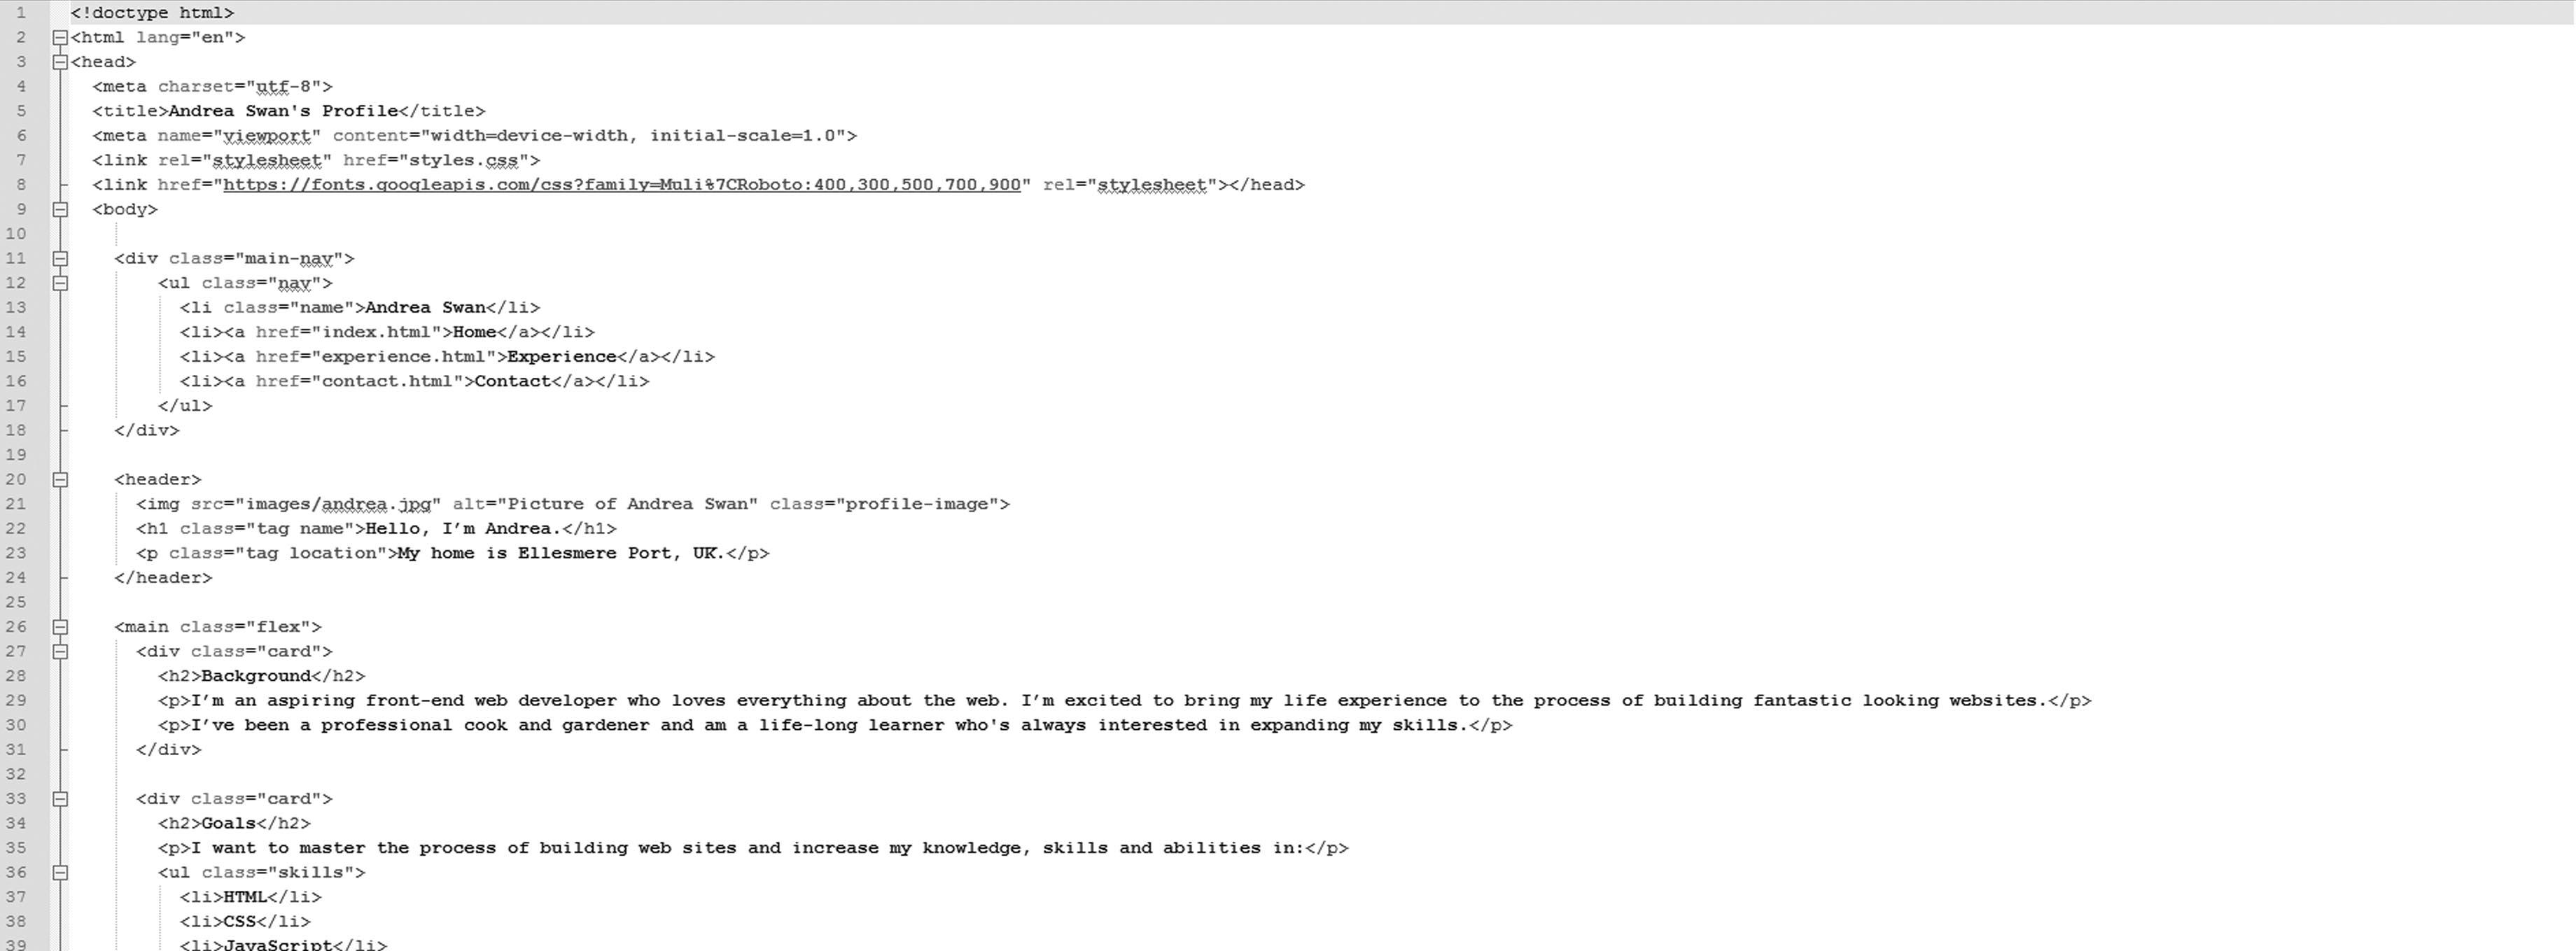 1 <!doctype html>
2 <html lang="en">
3 <head>
4 <meta charset="utf-8">
5 <title>Andrea Swan's Profile</title>
6 <meta name="viewport" content="width=device-width, initial-scale=1.0">
7 <link rel="stylesheet" href="styles.css">
8 <link href="https://fonts.googleapis.com/css?family=Muli%7CRoboto:400,300,500,700,900" rel="stylesheet"></head>
9 <body>
10
11 <div class="main-nav">
12 <ul class="nav">
13 <li class="name">Andrea Swan</li>
14 <li><a href="index.html">Home</a></li>
15 <li><a href="experience.html">Experience</a></li>
16 <li><a href="contact.html">Contact</a></li>
17 </ul>
18 </div>
19
20 <header>
21 <img src="images/andrea.jpg" alt="Picture of Andrea Swan" class="profile-image">
22 <h1 class="tag name">Hello, I’m Andrea.</h1>
23 <p class="tag location">My home is Ellesmere Port, UK.</p>
24 </header>
25
26 <main class="flex">
27 <div class="card">
28 <h2>Background</h2>
29 <p>I’m an aspiring front-end web developer who loves everything about the web. I’m excited to bring my life experience to the process of building fantastic looking websites.</p>
30 <p>I’ve been a professional cook and gardener and am a life-long learner who's always interested in expanding my skills.</p>
31 </div>
32
33 <div class="card">
34 <h2>Goals</h2>
35 <p>I want to master the process of building web sites and increase my knowledge, skills and abilities in:</p>
36 <ul class="skills">
37 <li>HTML</li>
38 <li>CSS</li>
39 <li>JavaScript</li>